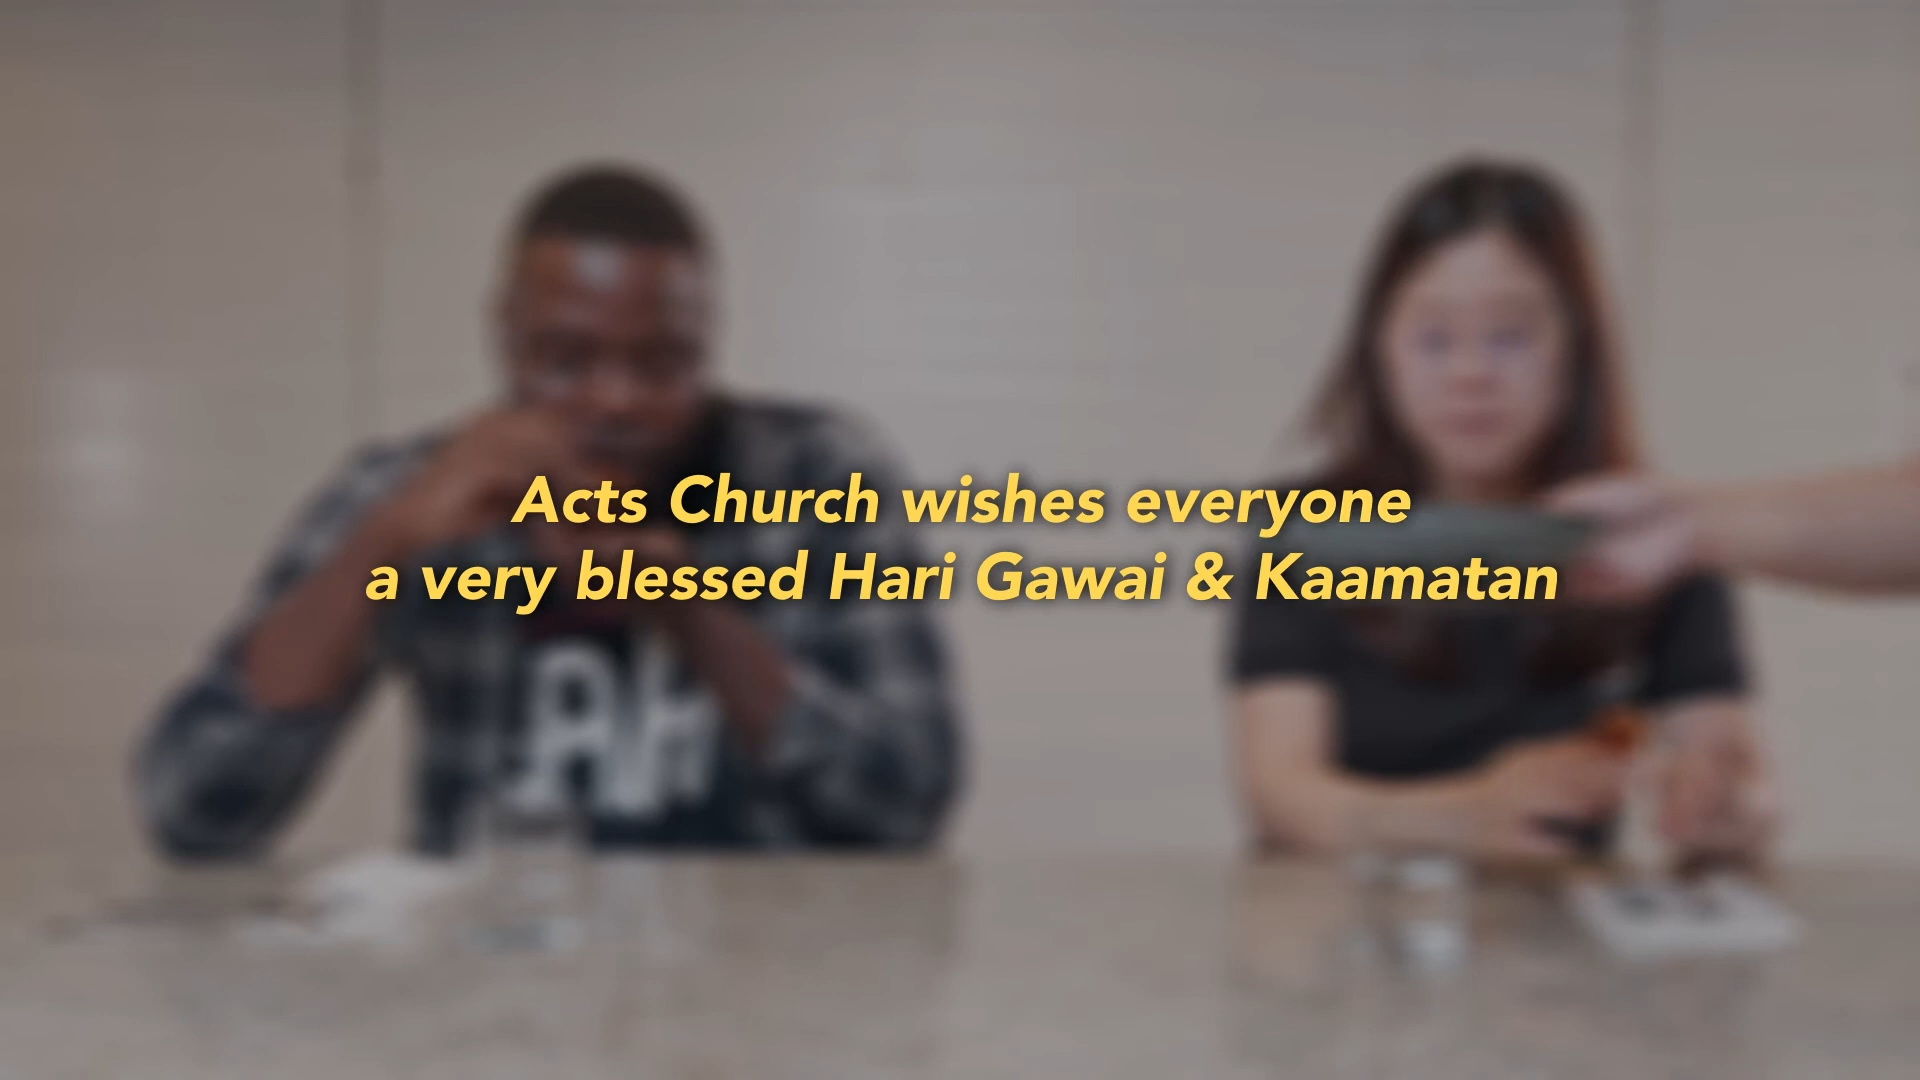 Acts Church wishes everyone
a very blessed Hari Gawai & Kaamatan